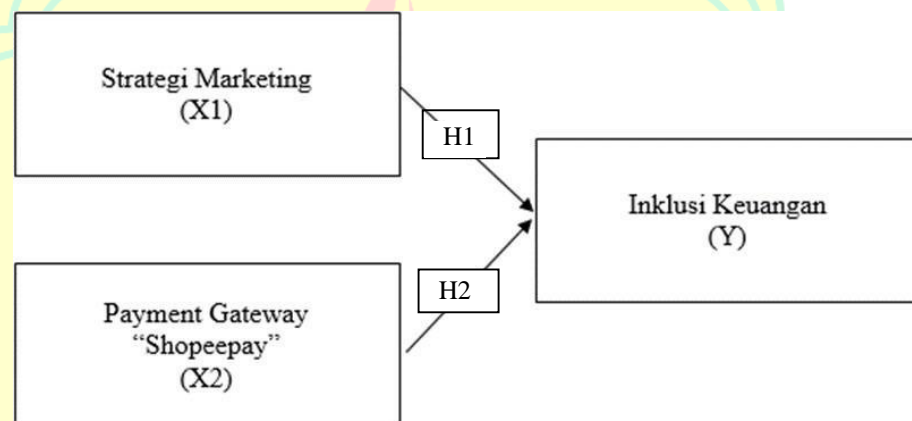 Strategi Marketing
(X1)
H1
Inklusi Keuangan
(Y)
H2
Payment Gateway
“Shopeepay”
(X2)